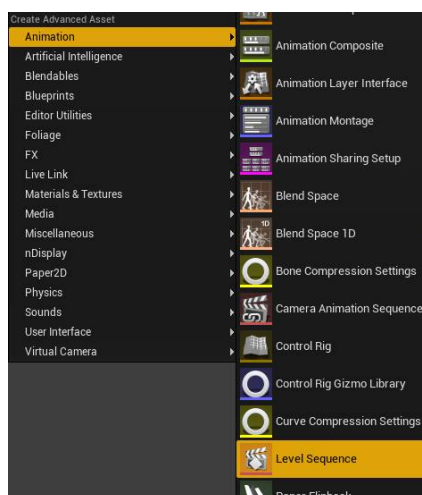 Create Advanced Asset
Animation
Artificial Intelligence
Blendables
Blueprints
Editor Utilities
Foliage
FX
Live Link
Materials & Textures
Media
Miscellaneous
nDisplay
Paper2D
Physics
Sounds
User Interface
Virtual Camera
Animation Composite
Animation Layer Interface
Animation Montage
Animation Sharing Setup
Blend Space
1D
Blend Space 1D
Bone Compression Settings
Camera Animation Sequence
Control Rig
Control Rig Gizmo Library
Curve Compression Settings
Level Sequence